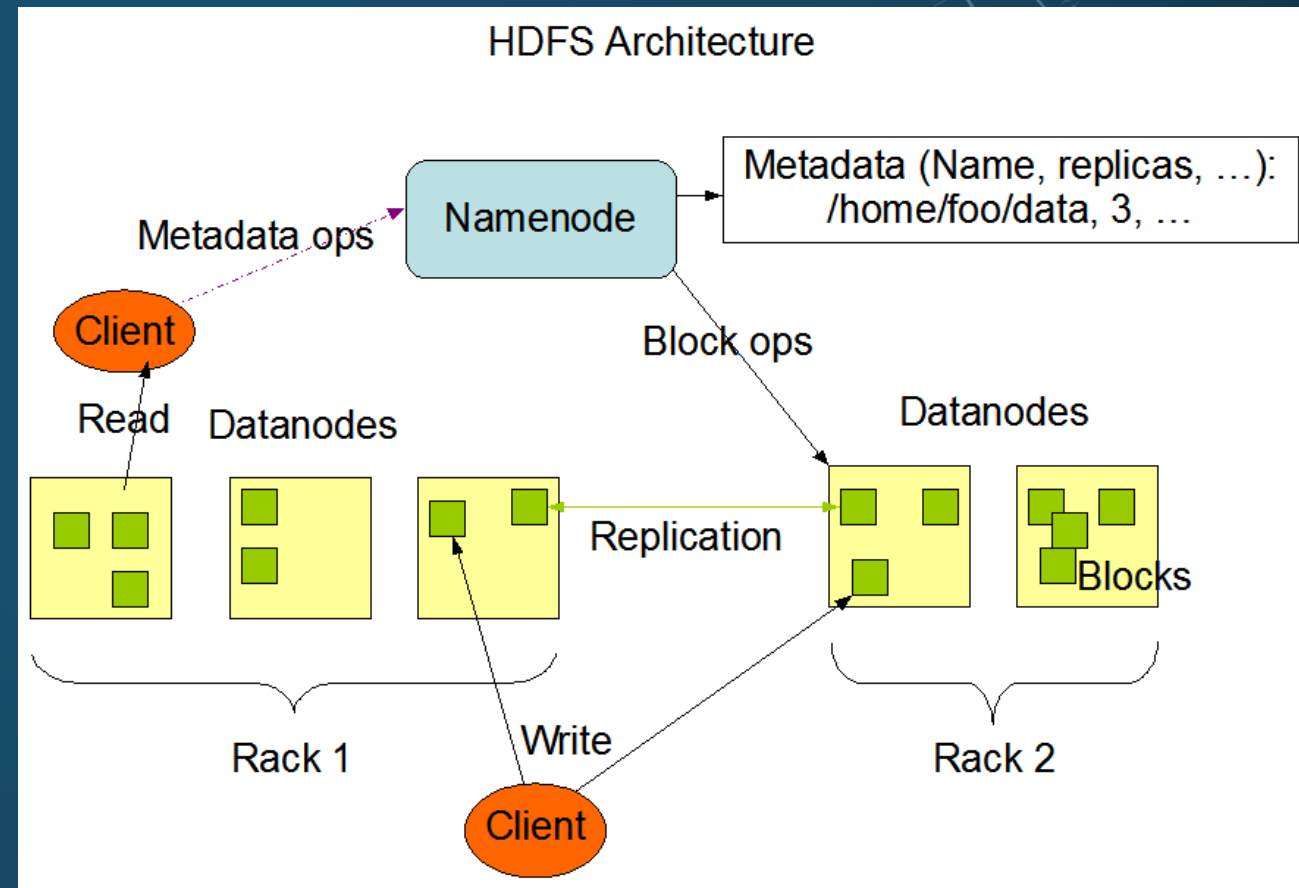 HDFS Architecture
Metadata (Name, replicas, …):
/home/foo/data, 3, …
Namenode
Metadata ops
Client
Block ops
Read
Datanodes
Datanodes
Replication
Blocks
Rack 1
Write
Rack 2
Client